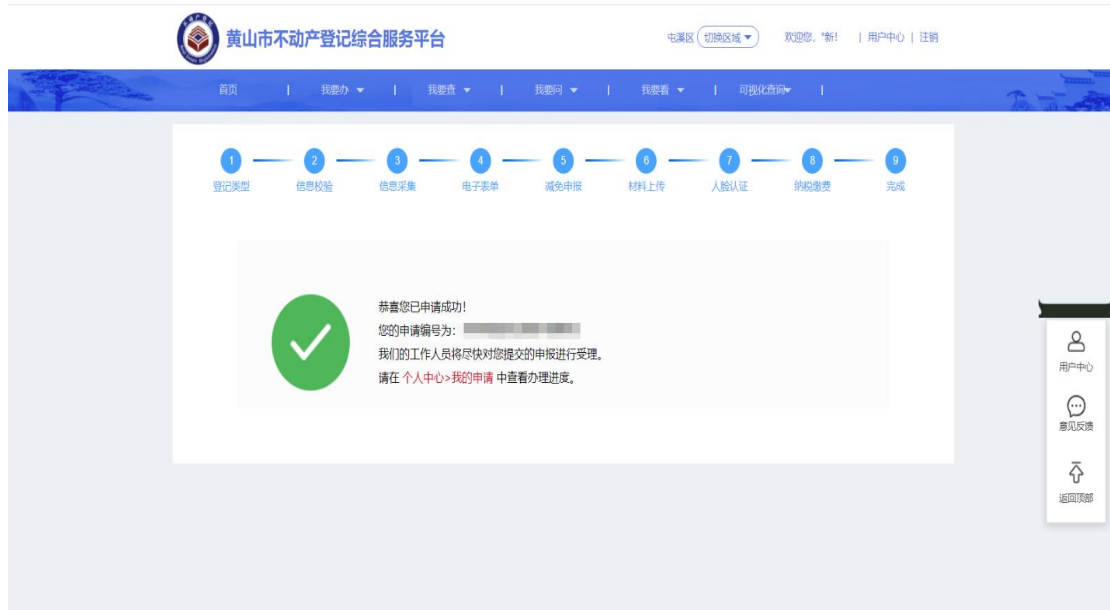 黄山市不动产登记综合服务平台
屯溪区 切换区域 欢迎您, *新! | 用户中心 | 注销
首页 | 我要办 | 我要查 | 我要问 | 我要看 | 可视化查询 |
1 2 3 4 5 6 7 8 9
登记类型 信息校验 信息采集 电子表单 减免申报 材料上传 人脸认证 纳税缴费 完成
恭喜您已申请成功!
您的申请编号为:
我们的工作人员将尽快对您提交的申报进行受理。
请在 个人中心>我的申请 中查看办理进度。
用户中心
意见反馈
返回顶部